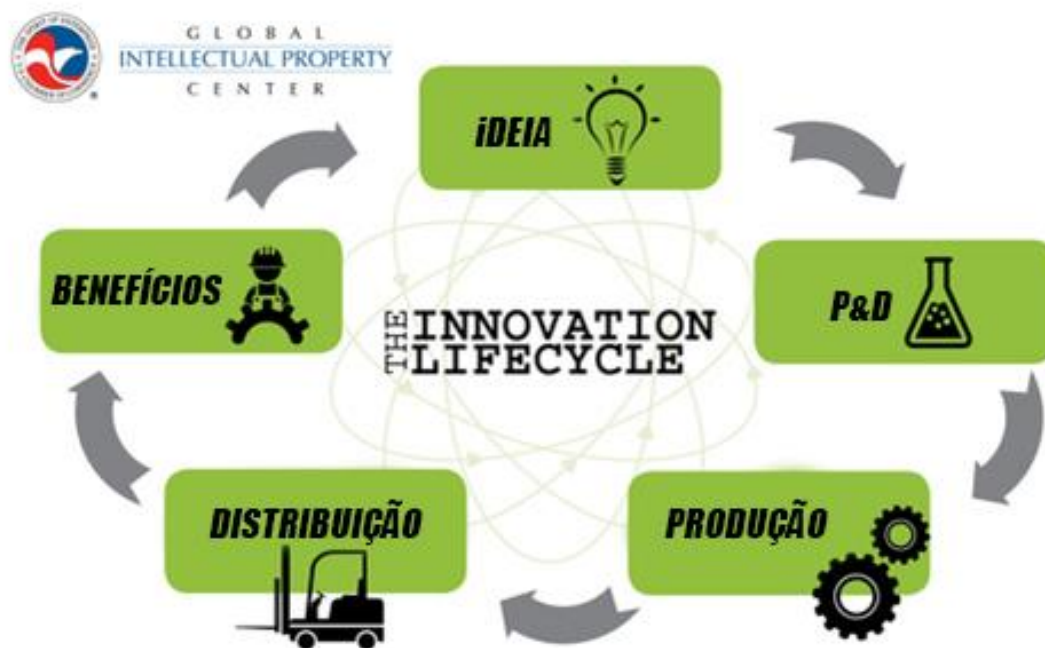 GLOBAL
INTELLECTUAL PROPERTY
CENTER
iDEIA
BENEFÍCIOS
P&D
THE INNOVATION
LIFECYCLE
DISTRIBUIÇÃO
PRODUÇÃO